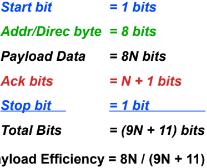 Start bit = 1 bits
Addr/Direc byte = 8 bits
Payload Data = 8N bits
Ack bits = N + 1 bits
Stop bit = 1 bit
Total Bits = (9N + 11) bits
yload Efficiency = 8N / (9N + 11)